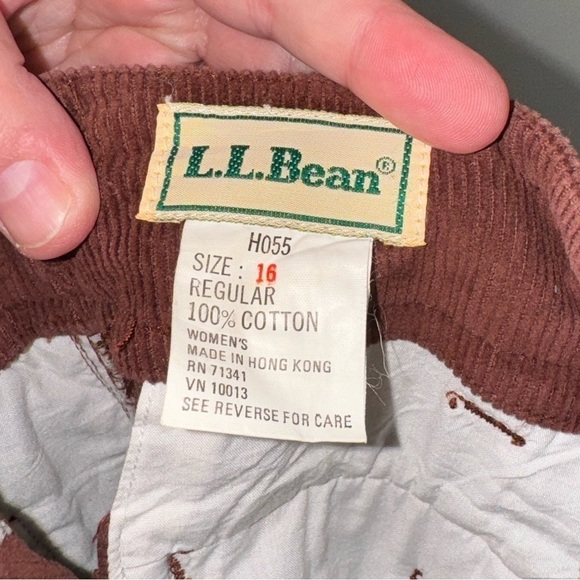 L.L.Bean®
H055
SIZE: 16
REGULAR
100% COTTON
WOMEN'S
MADE IN HONG KONG
RN 71341
VN 10013
SEE REVERSE FOR CARE